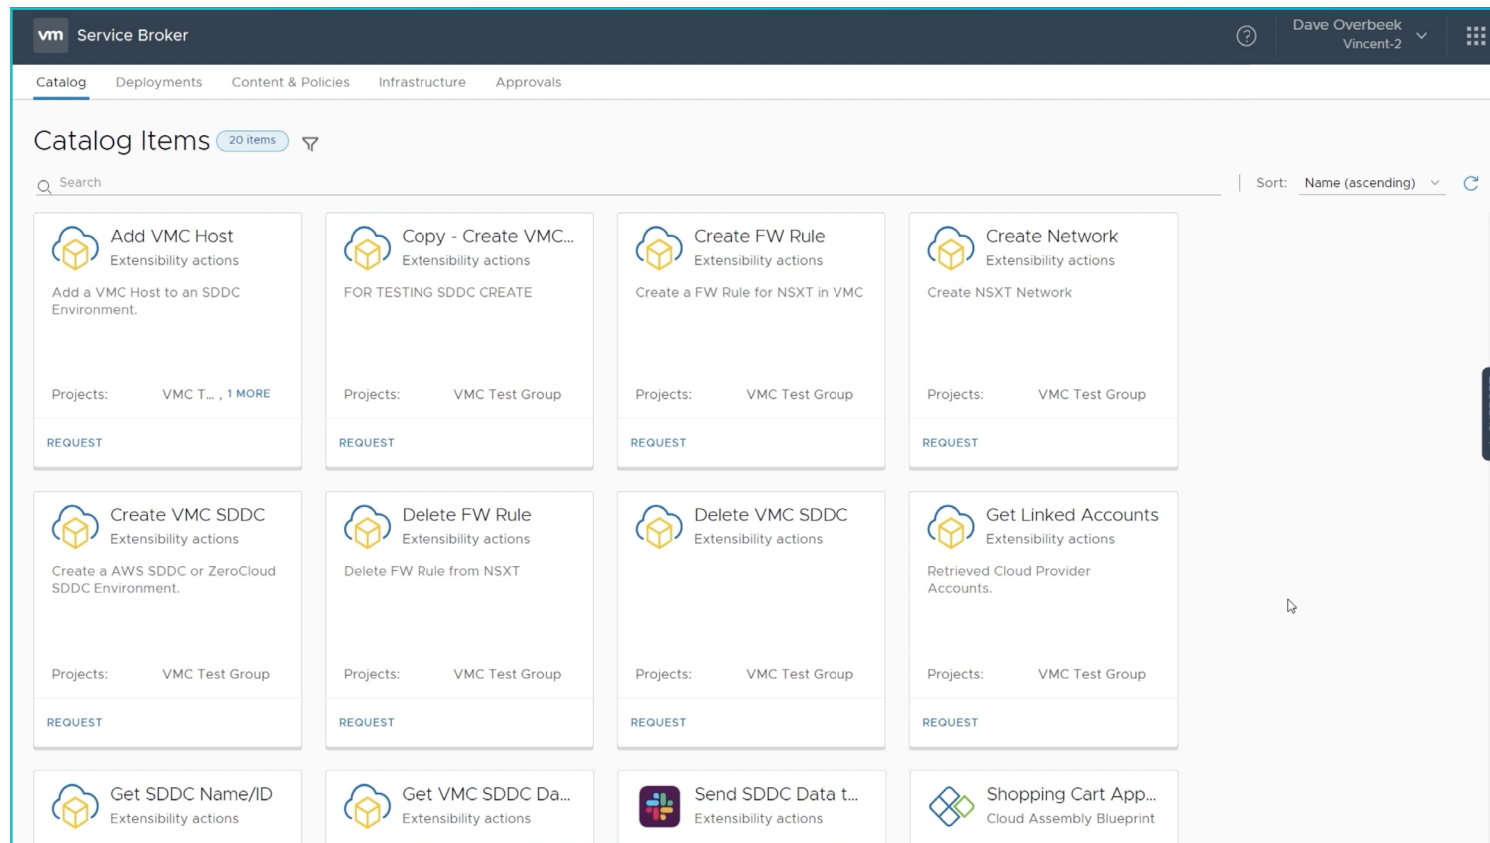 vm Service Broker
Dave Overbeek
Vincent-2
Catalog Deployments Content & Policies Infrastructure Approvals
Catalog Items 20 items
Search
Sort: Name (ascending)
Add VMC Host
Extensibility actions
Add a VMC Host to an SDDC
Environment.
Projects: VMC T... , 1 MORE
REQUEST
Copy - Create VMC...
Extensibility actions
FOR TESTING SDDC CREATE
Projects: VMC Test Group
REQUEST
Create FW Rule
Extensibility actions
Create a FW Rule for NSXT in VMC
Projects: VMC Test Group
REQUEST
Create Network
Extensibility actions
Create NSXT Network
Projects: VMC Test Group
REQUEST
Create VMC SDDC
Extensibility actions
Create a AWS SDDC or ZeroCloud
SDDC Environment.
Projects: VMC Test Group
REQUEST
Delete FW Rule
Extensibility actions
Delete FW Rule from NSXT
Projects: VMC Test Group
REQUEST
Delete VMC SDDC
Extensibility actions
Projects: VMC Test Group
REQUEST
Get Linked Accounts
Extensibility actions
Retrieved Cloud Provider
Accounts.
Projects: VMC Test Group
REQUEST
Get SDDC Name/ID
Extensibility actions
Get VMC SDDC Da...
Extensibility actions
Send SDDC Data t...
Extensibility actions
Shopping Cart App...
Cloud Assembly Blueprint